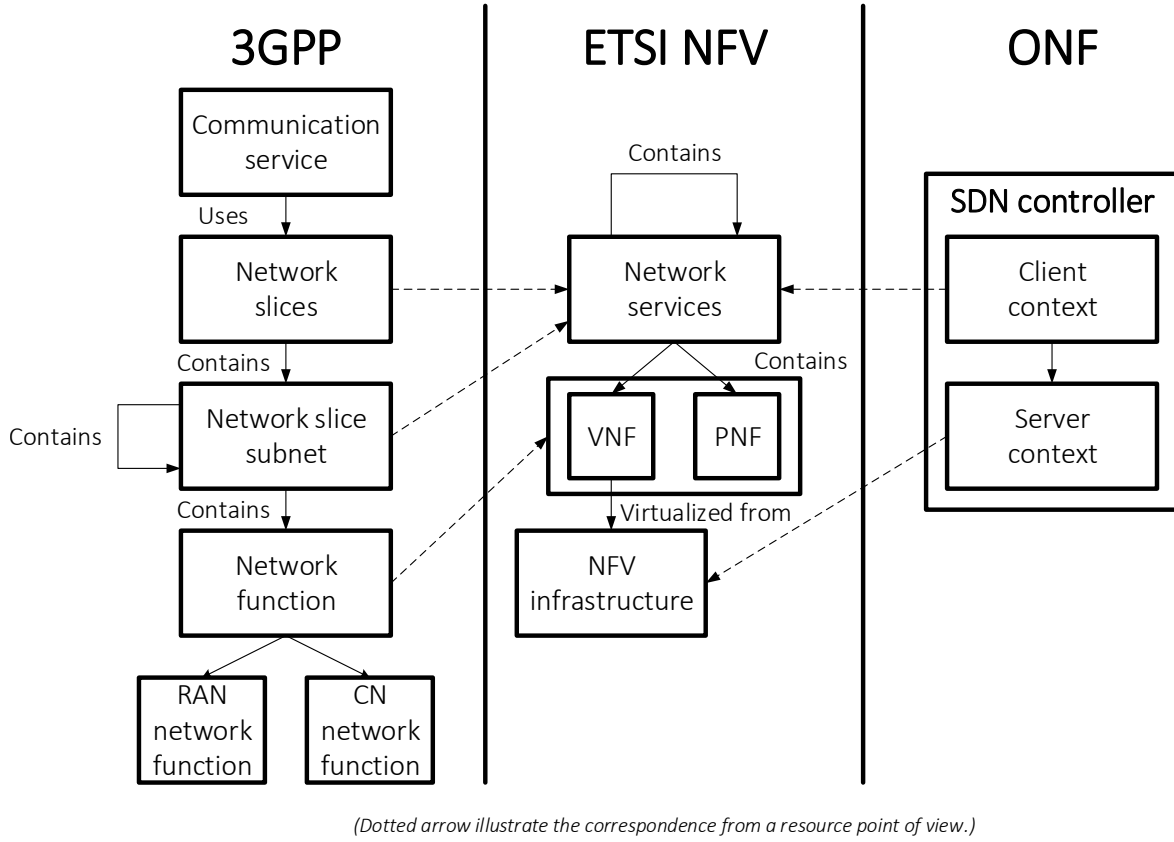 3GPP
ETSI NFV
ONF
Communication
service
Uses
Network
slices
Contains
Network slice
subnet
Contains
Contains
Network
function
RAN
network
function
CN
network
function
Contains
Network
services
Contains
VNF
PNF
Virtualized from
NFV
infrastructure
SDN controller
Client
context
Server
context
(Dotted arrow illustrate the correspondence from a resource point of view.)